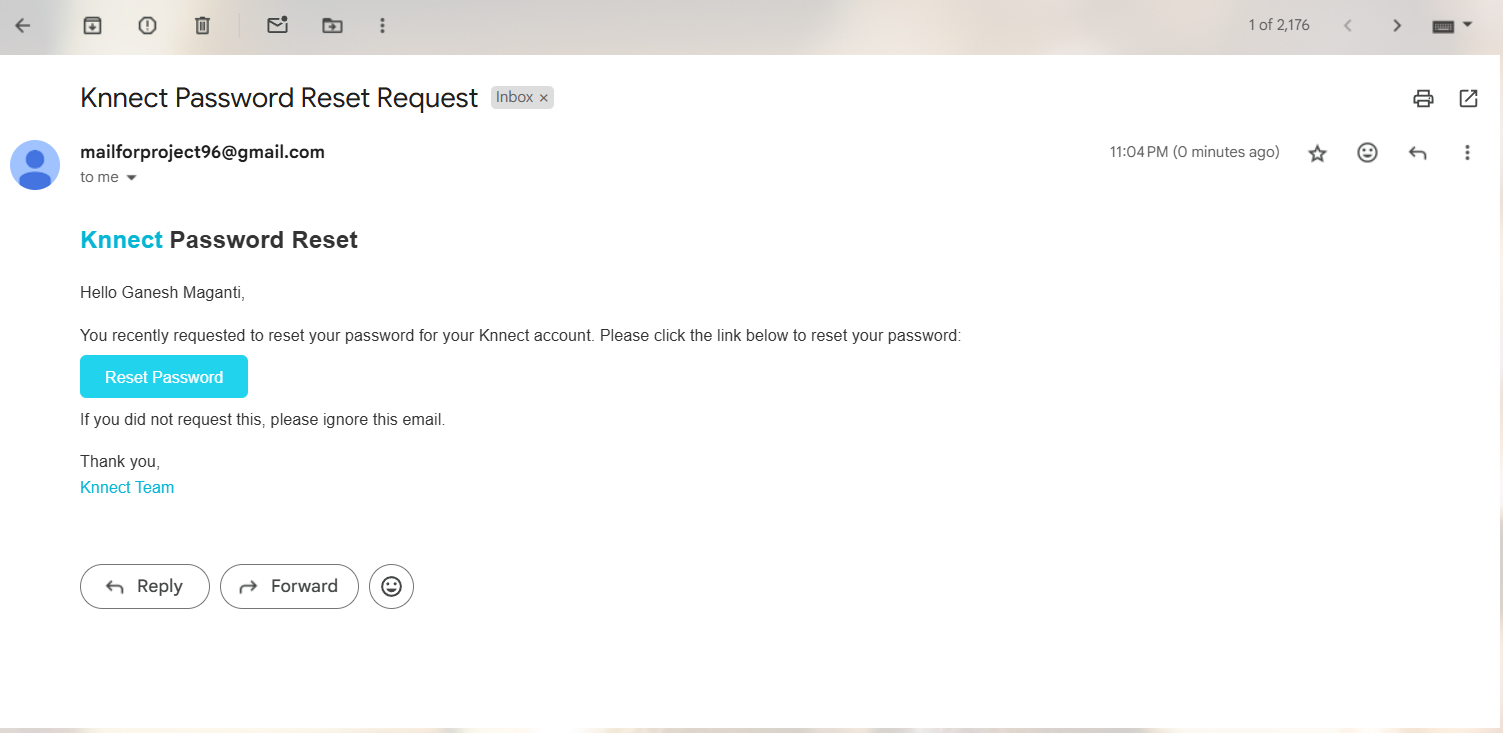 1 of 2,176
Knnect Password Reset Request Inbox ×
mailforproject96@gmail.com 11:04 PM (0 minutes ago)
to me
Knnect Password Reset
Hello Ganesh Maganti,
You recently requested to reset your password for your Knnect account. Please click the link below to reset your password:
Reset Password
If you did not request this, please ignore this email.
Thank you,
Knnect Team
Reply Forward